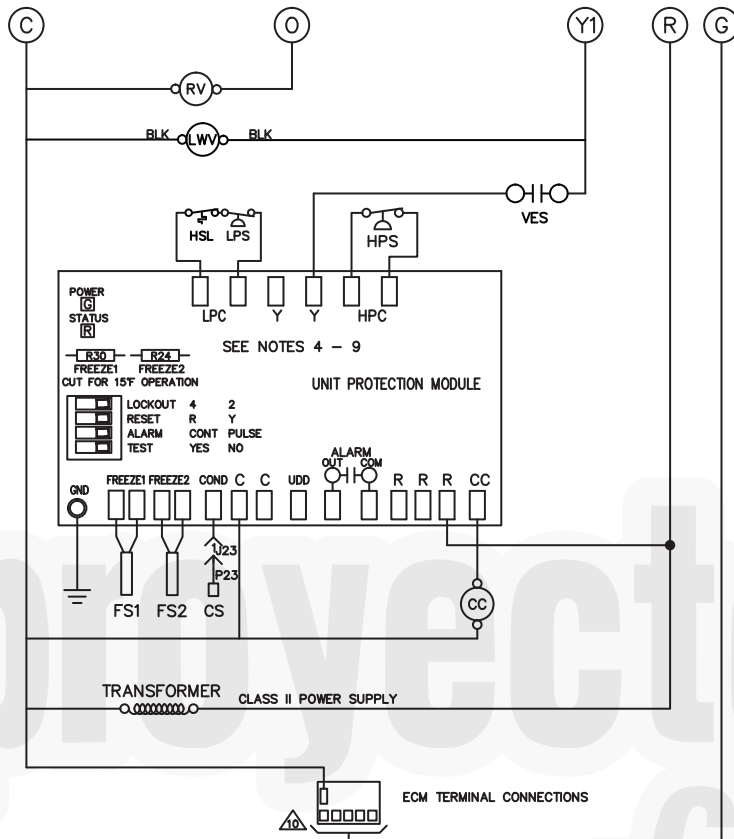 C O Y1 R G
RV
BLK LWV BLK
VES
HSL LPS HPS
LPC Y Y HPC
POWER
G
STATUS
R
SEE NOTES 4 - 9
R30 R24
FREEZE1 FREEZE2
CUT FOR 15°F OPERATION
UNIT PROTECTION MODULE
LOCKOUT 4 2
RESET R Y
ALARM CONT PULSE
TEST YES NO
ALARM
OUT COM
GND FREEZE1 FREEZE2 COND C C UDD R R R CC
1 J23
P23
FS1 FS2 CS CC
proyect
TRANSFORMER CLASS II POWER SUPPLY
ECM TERMINAL CONNECTIONS
10